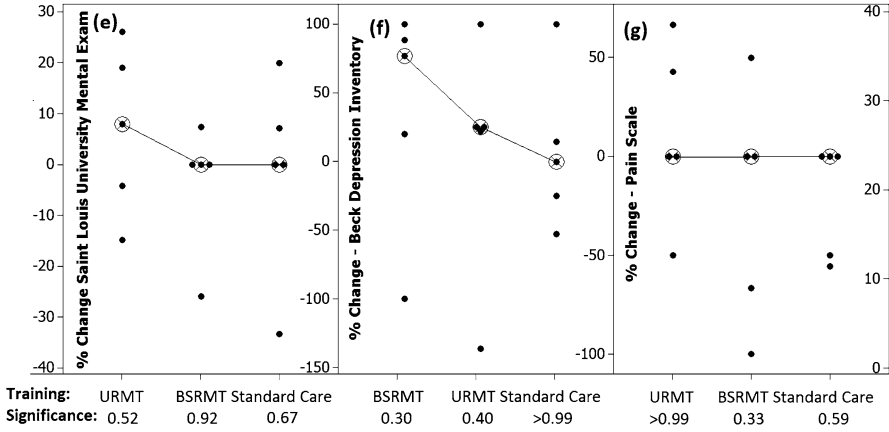 (e)
% Change Saint Louis University Mental Exam
30
20
10
0
-10
-20
-30
-40
(f)
% Change - Beck Depression Inventory
100
50
0
-50
-100
-150
(g)
% Change - Pain Scale
50
0
-50
-100
40
30
20
10
0
Training: URMT BSRMT Standard Care BSRMT URMT Standard Care URMT BSRMT Standard Care
Significance: 0.52 0.92 0.67 0.30 0.40 >0.99 >0.99 0.33 0.59